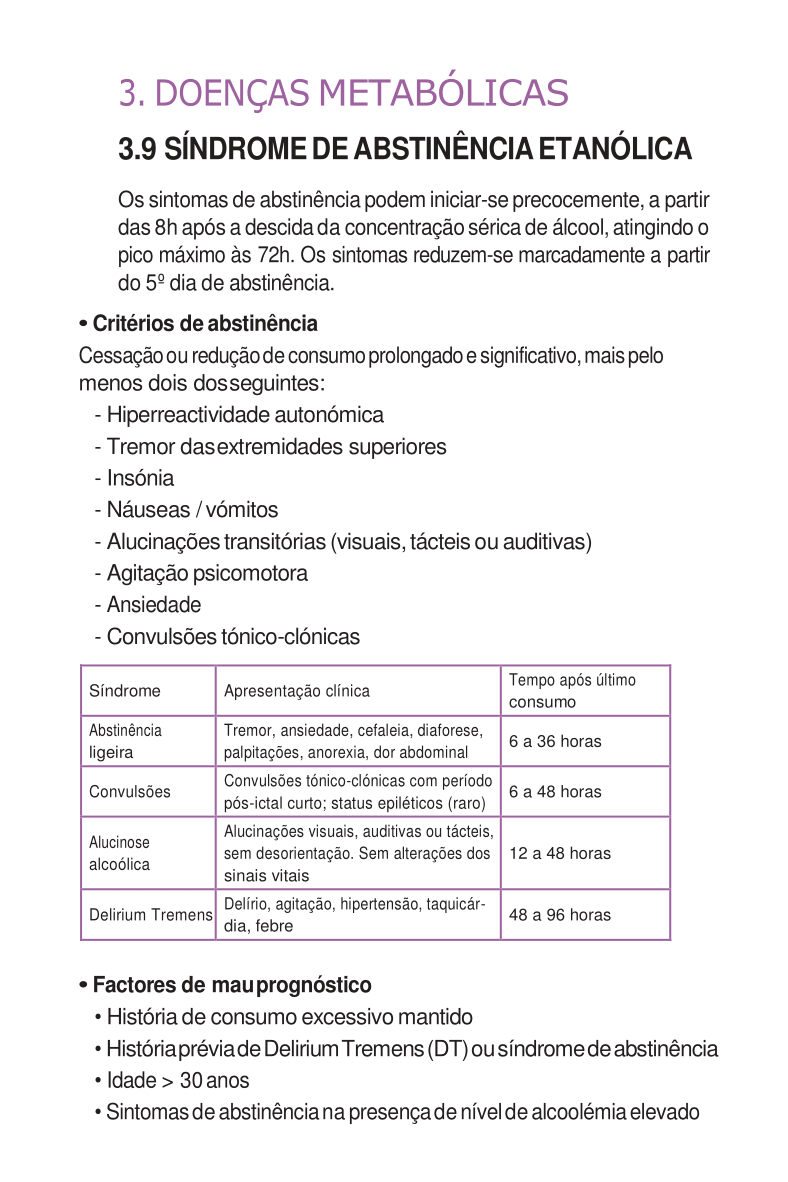 3. DOENÇAS METABÓLICAS
3.9 SÍNDROME DE ABSTINÊNCIA ETANÓLICA
Os sintomas de abstinência podem iniciar-se precocemente, a partir
das 8h após a descida da concentração sérica de álcool, atingindo o
pico máximo às 72h. Os sintomas reduzem-se marcadamente a partir
do 5º dia de abstinência.
• Critérios de abstinência
Cessação ou redução de consumo prolongado e significativo, mais pelo
menos dois dos seguintes:
- Hiperreactividade autonómica
- Tremor das extremidades superiores
- Insónia
- Náuseas / vómitos
- Alucinações transitórias (visuais, tácteis ou auditivas)
- Agitação psicomotora
- Ansiedade
- Convulsões tónico-clónicas
Síndrome
Apresentação clínica
Tempo após último
consumo
Abstinência
ligeira
Tremor, ansiedade, cefaleia, diaforese,
palpitações, anorexia, dor abdominal
6 a 36 horas
Convulsões
Convulsões tónico-clónicas com período
pós-ictal curto; status epiléticos (raro)
6 a 48 horas
Alucinose
alcoólica
Alucinações visuais, auditivas ou tácteis,
sem desorientação. Sem alterações dos
sinais vitais
12 a 48 horas
Delirium Tremens
Delírio, agitação, hipertensão, taquicár-
dia, febre
48 a 96 horas
• Factores de mau prognóstico
• História de consumo excessivo mantido
• História prévia de Delirium Tremens (DT) ou síndrome de abstinência
• Idade > 30 anos
• Sintomas de abstinência na presença de nível de alcoolémia elevado